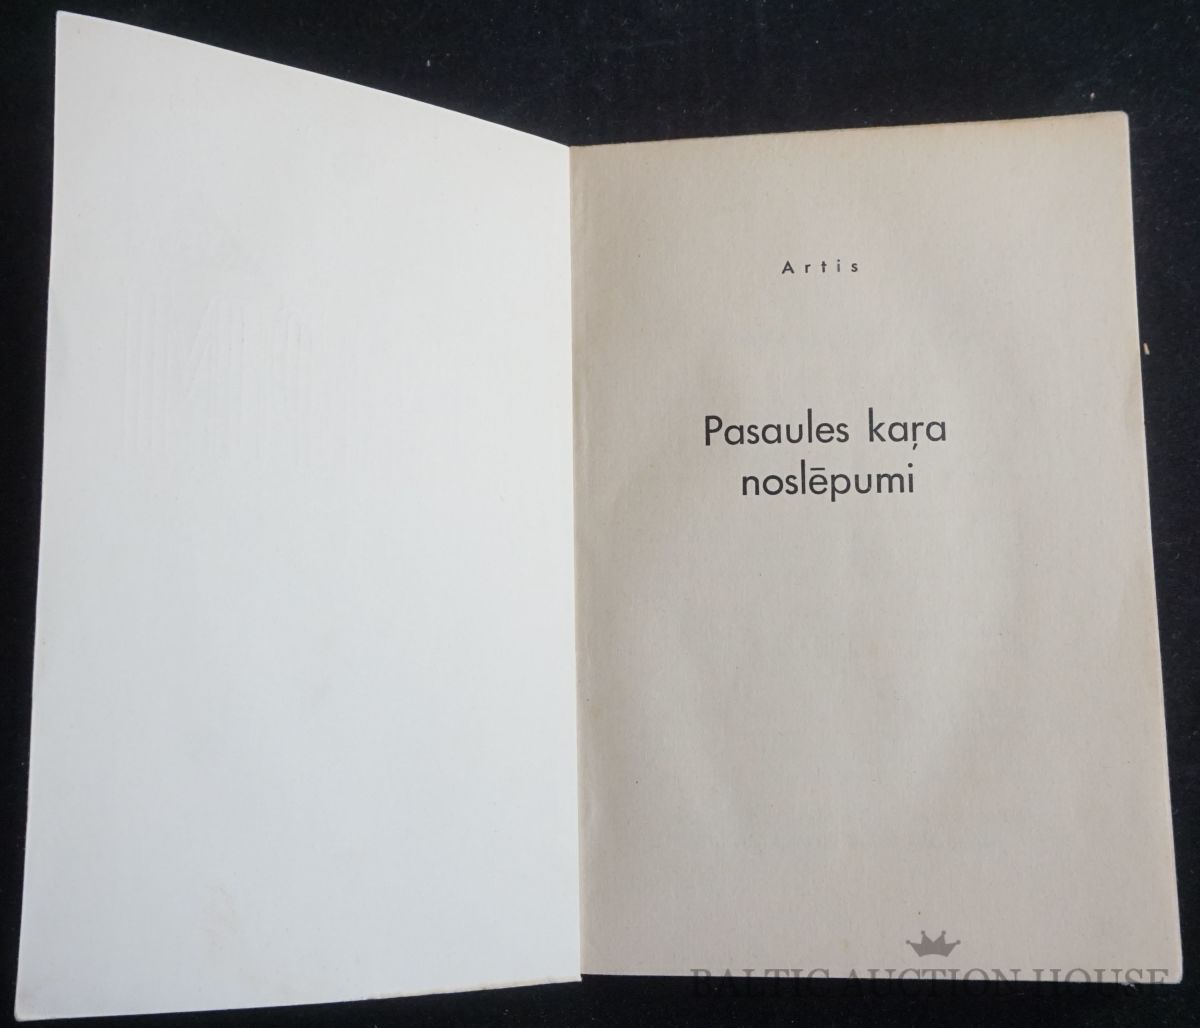 Artis
Pasaules kaŗa
noslēpumi
BALTIC AUCTION HOUSE